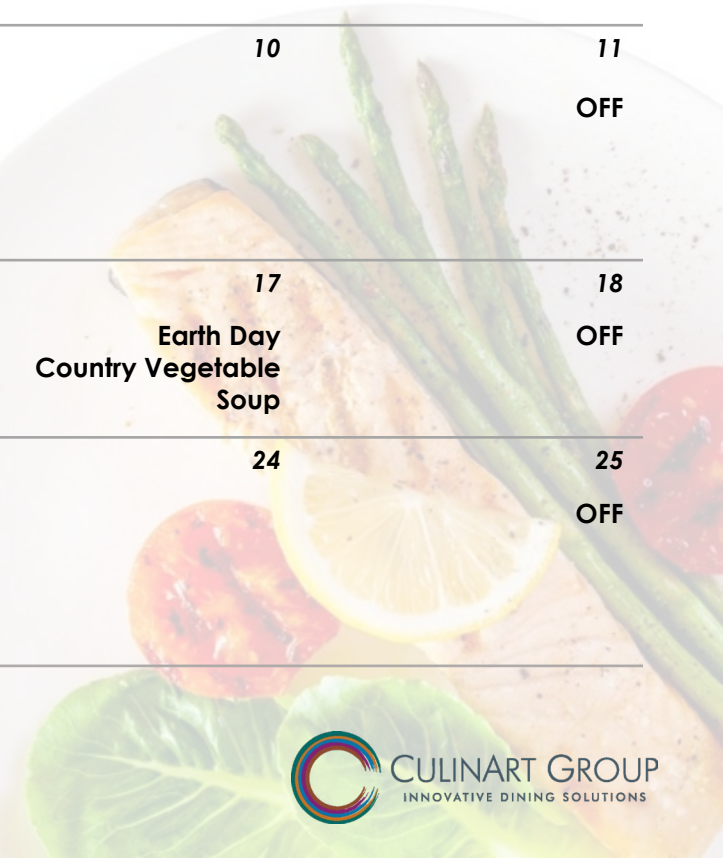 10 11
OFF
17 18
Earth Day OFF
Country Vegetable
Soup
24 25
OFF
CULINART GROUP
INNOVATIVE DINING SOLUTIONS